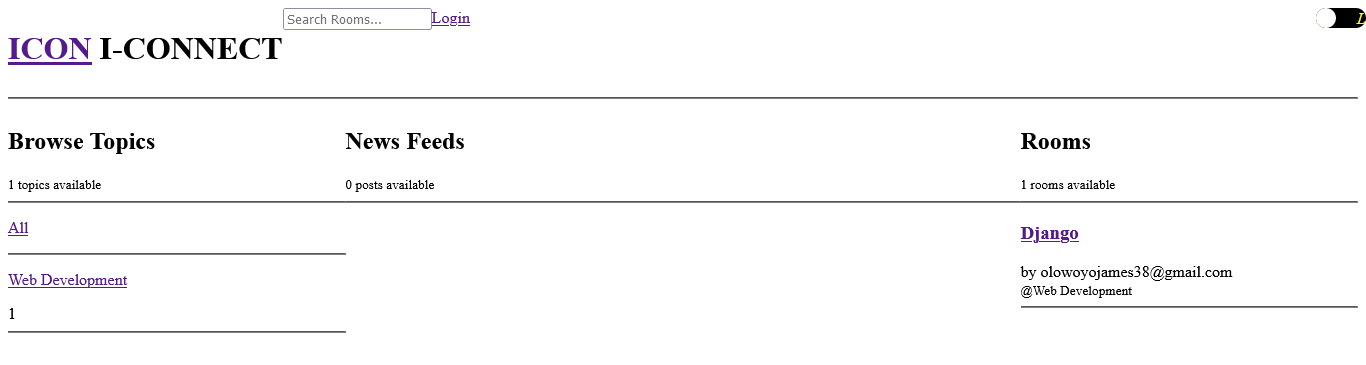 Search Rooms... Login
ICON I-CONNECT
Browse Topics
1 topics available
All
Web Development
1
News Feeds
0 posts available
Rooms
1 rooms available
Django
by olowoyojames38@gmail.com
@Web Development